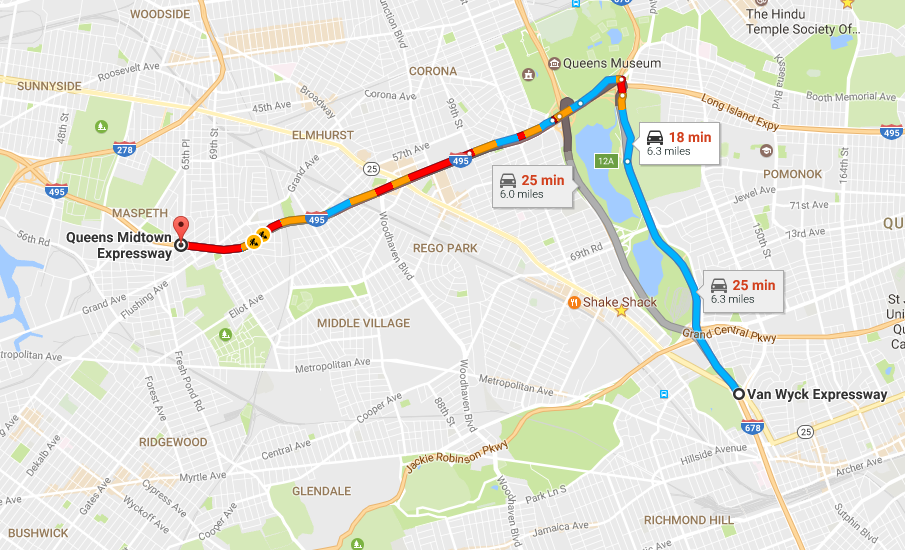 WOODSIDE
The Hindu
Temple Society Of...
Roosevelt Ave
Junction Blvd
CORONA
Queens Museum
SUNNYSIDE
Corona Ave
Broadway
45th Ave
99th St
Long Island Expy
Booth Memorial Ave
48th St
65th Pl
69th St
ELMHURST
57th Ave
278
495
18 min
6.3 miles
164th St
Grand Ave
25
495
12A
POMONOK
495
25 min
6.0 miles
Jewel Ave
71st Ave
MASPETH
495
150th St
73rd Ave
QU
56th Rd
Queens Midtown
Expressway
Woodhaven Blvd
REGO PARK
69th Rd
25 min
6.3 miles
Grand Ave
Flushing Ave
Eliot Ave
Shake Shack
St J
Uni
Qu
Ca
MIDDLE VILLAGE
Grand Central Pkwy
etropolitan Ave
Fresh Pond Rd
Metropolitan Ave
Woodhaven Blvd
Metropolitan Ave
Van Wyck Expressway
Forest Ave
Cooper Ave
88th St
678
25
RIDGEWOOD
Central Ave
Jackie Robinson Pkwy
Hillside Avenue
Dekalb Ave
Myrtle Ave
Archer Ave
Gates Ave
Cypress Ave
Wyckoff Ave
Cooper Ave
GLENDALE
Woodhaven Blvd
Park Ln S
BUSHWICK
Jamaica Ave
RICHMOND HILL
Sutphin Blvd